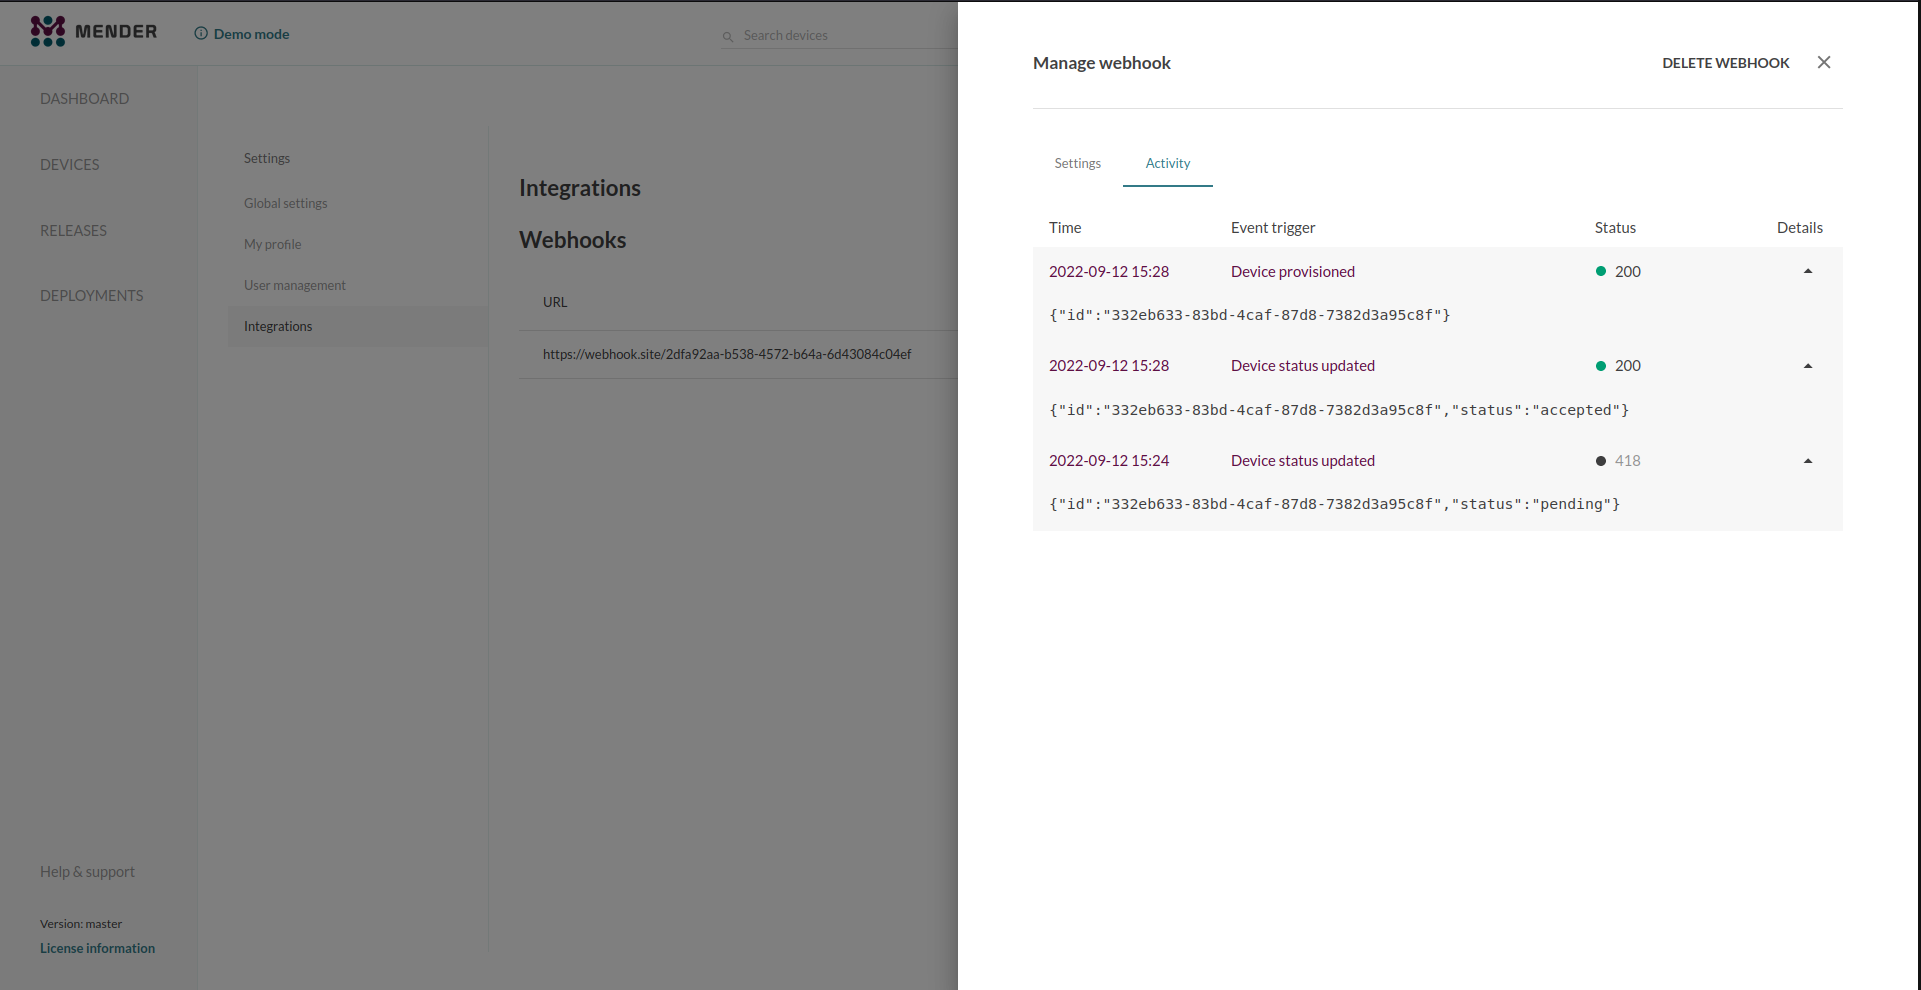 MENDER
Demo mode
Search devices
DASHBOARD
DEVICES
RELEASES
DEPLOYMENTS
Help & support
Version: master
License information
Settings
Global settings
My profile
User management
Integrations
Integrations
Webhooks
URL
https://webhook.site/2dfa92aa-b538-4572-b64a-6d43084c04ef
Manage webhook
DELETE WEBHOOK
Settings Activity
Time Event trigger Status Details
2022-09-12 15:28 Device provisioned 200
{"id":"332eb633-83bd-4caf-87d8-7382d3a95c8f"}
2022-09-12 15:28 Device status updated 200
{"id":"332eb633-83bd-4caf-87d8-7382d3a95c8f","status":"accepted"}
2022-09-12 15:24 Device status updated 418
{"id":"332eb633-83bd-4caf-87d8-7382d3a95c8f","status":"pending"}